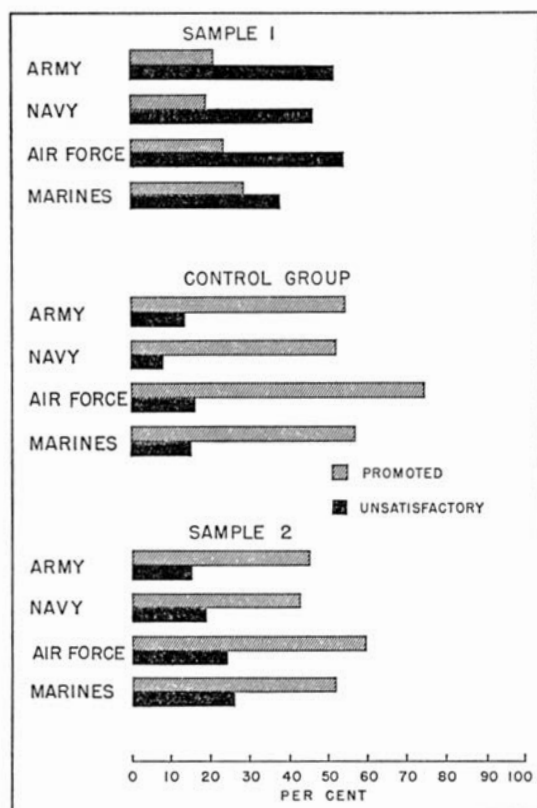 SAMPLE 1
ARMY
NAVY
AIR FORCE
MARINES
CONTROL GROUP
ARMY
NAVY
AIR FORCE
MARINES
PROMOTED
UNSATISFACTORY
SAMPLE 2
ARMY
NAVY
AIR FORCE
MARINES
0 10 20 30 40 50 60 70 80 90 100
PER CENT